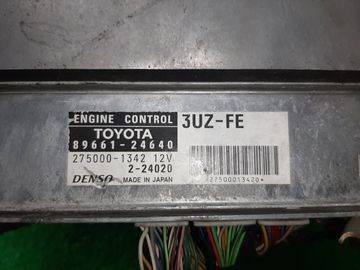 ENGINE CONTROL 3UZ-FE
TOYOTA
89661-24640
275000-1342 12V
2-24020
DENSO MADE IN JAPAN
*27500013420*